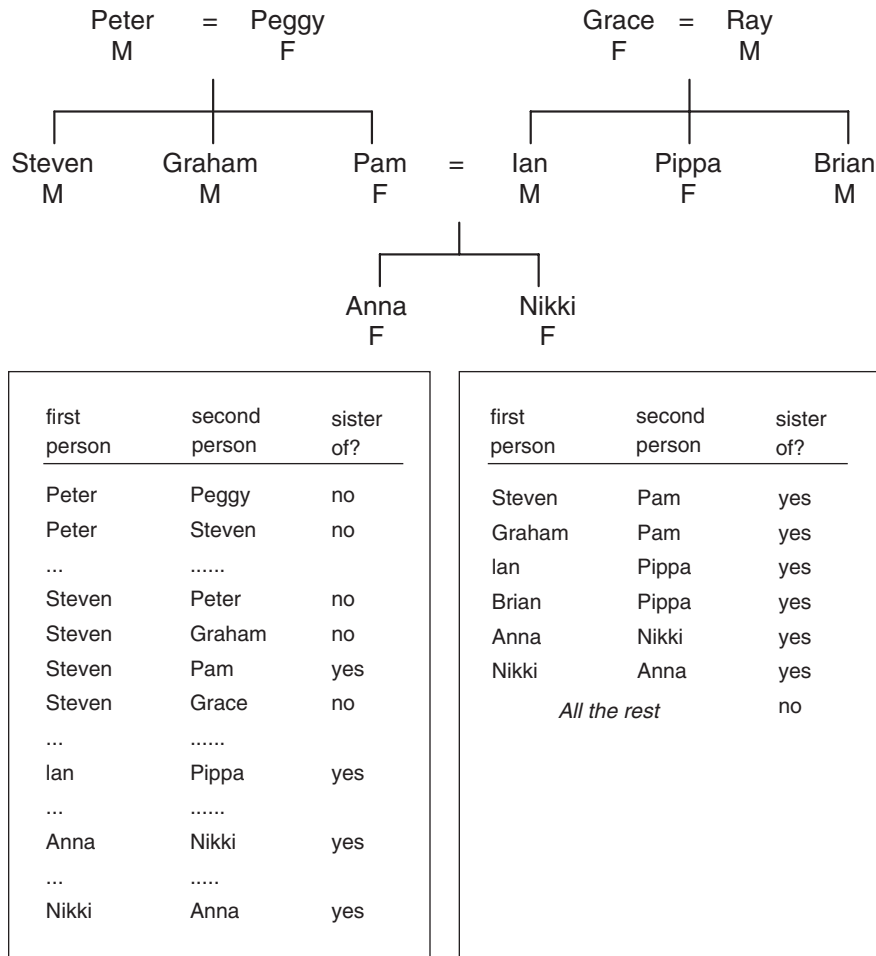 Peter = Peggy Grace = Ray
M F F M
Steven Graham Pam = Ian Pippa Brian
M M F M F M
Anna Nikki
F F
first second sister
person person of?
Peter Peggy no
Peter Steven no
... ......
Steven Peter no
Steven Graham no
Steven Pam yes
Steven Grace no
... ......
Ian Pippa yes
... ......
Anna Nikki yes
... .....
Nikki Anna yes
first second sister
person person of?
Steven Pam yes
Graham Pam yes
Ian Pippa yes
Brian Pippa yes
Anna Nikki yes
Nikki Anna yes
All the rest no